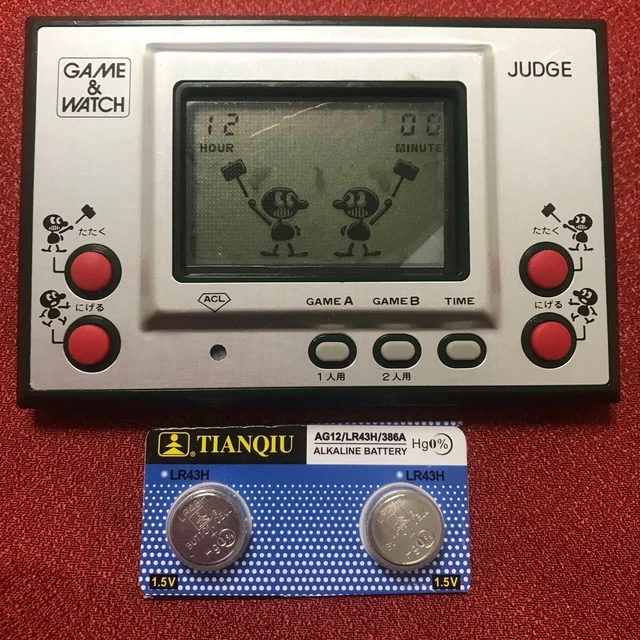 GAME
&
WATCH
JUDGE
12 00
HOUR MINUTE
たたく
たたく
にげる
にげる
ACL
GAME A GAME B TIME
1人用 2人用
TIANQIU
AG12/LR43H/386A
ALKALINE BATTERY
Hg0%
LR43H LR43H
1.5V 1.5V